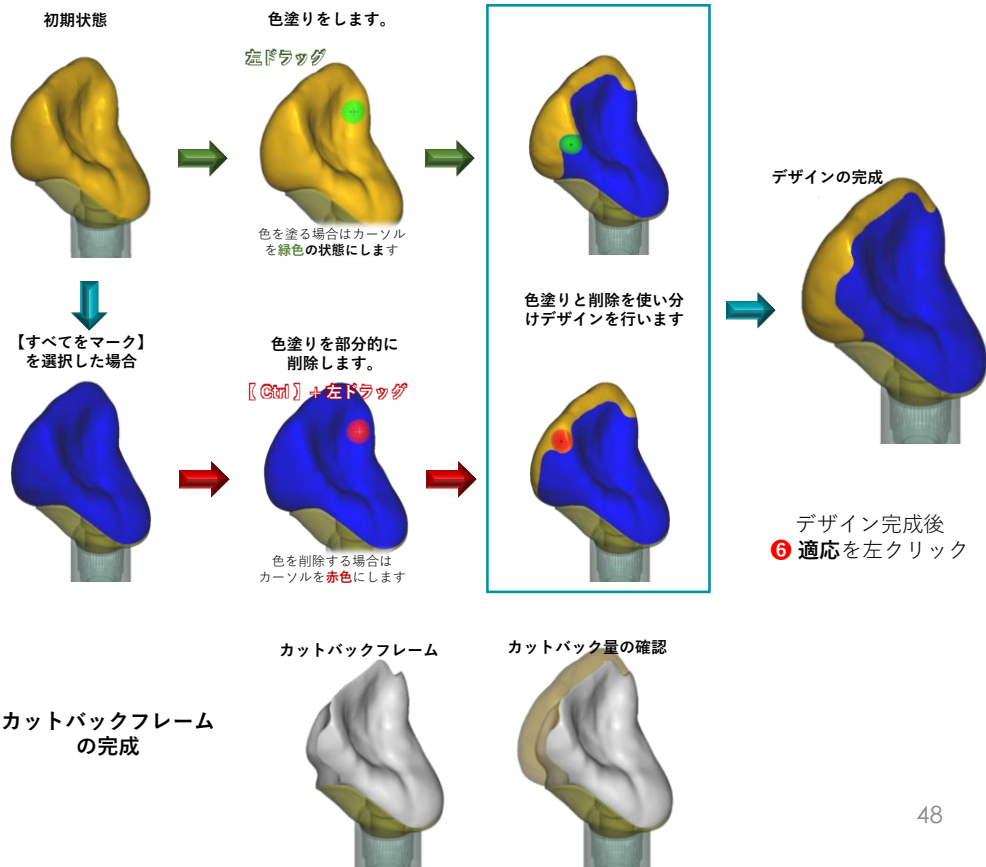 初期状態
色塗りをします。
左ドラッグ
色を塗る場合はカーソル
を緑色の状態にします
デザインの完成
【すべてをマーク】
を選択した場合
色塗りを部分的に
削除します。
【 Ctrl 】＋左ドラッグ
色塗りと削除を使い分
けデザインを行います
色を削除する場合は
カーソルを赤色にします
デザイン完成後
❻ 適応を左クリック
カットバックフレーム
カットバック量の確認
カットバックフレーム
の完成
48